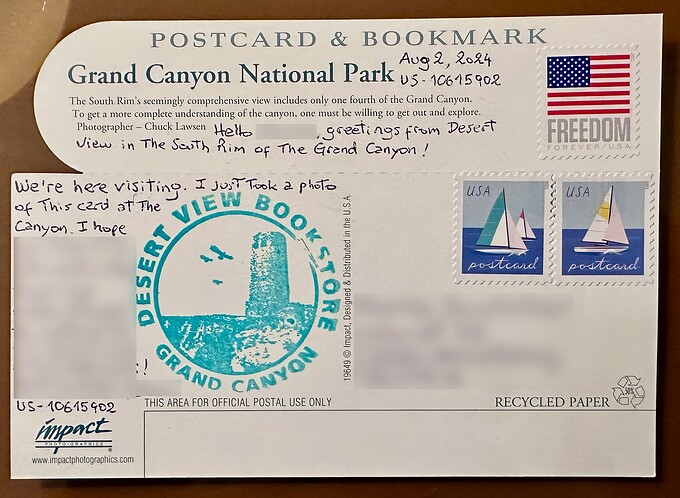 POSTCARD & BOOKMARK
Grand Canyon National Park
Aug 2, 2024
US-10615902
The South Rim's seemingly comprehensive view includes only one fourth of the Grand Canyon.
To get a more complete understanding of the canyon, one must be willing to get out and explore.
Photographer – Chuck Lawsen
Hello , greetings from Desert
View in The South Rim of The Grand Canyon!
FREEDOM
FOREVER/USA
We're here visiting. I just took a photo
of this card at the
Canyon. I hope
!
US-10615902
DESERT VIEW BOOKSTORE
GRAND CANYON
19649 © Impact, Designed & Distributed in the U.S.A.
USA
postcard
USA
postcard
THIS AREA FOR OFFICIAL POSTAL USE ONLY
RECYCLED PAPER
50%
impact
PHOTOGRAPHICS
www.impactphotographics.com